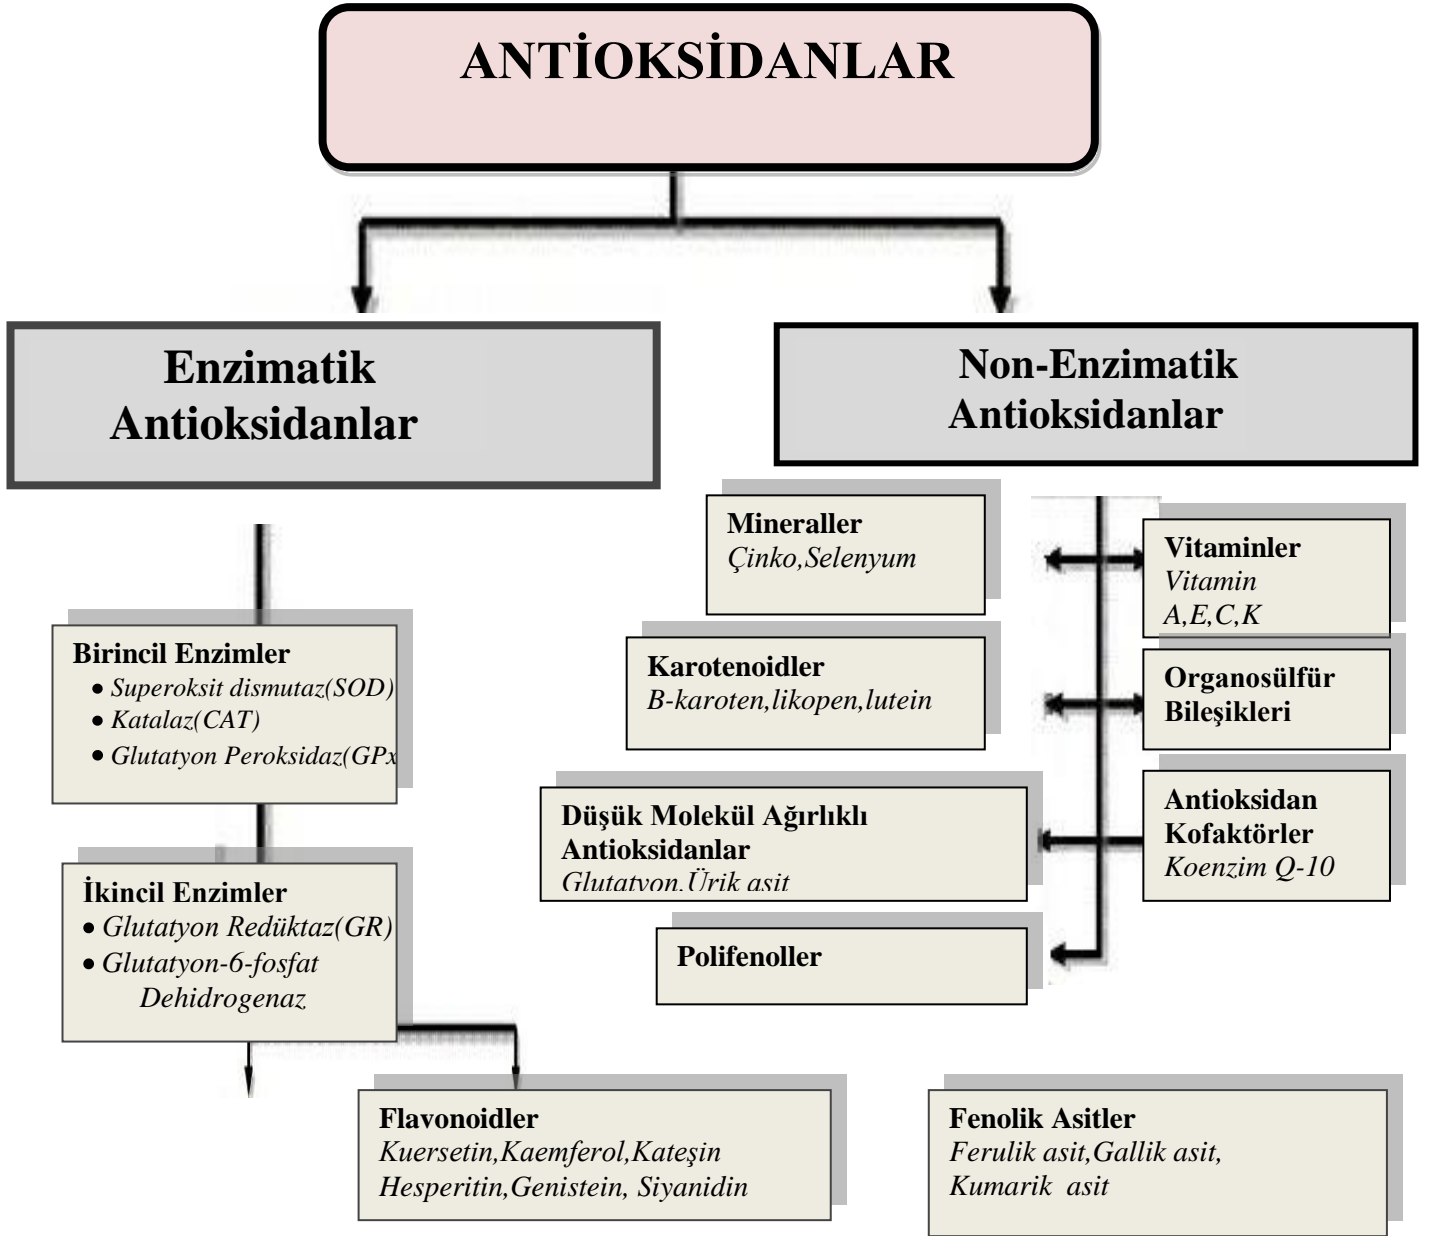 ANTİOKSİDANLAR
Enzimatik
Antioksidanlar
Non-Enzimatik
Antioksidanlar
Birincil Enzimler
• Superoksit dismutaz(SOD)
• Katalaz(CAT)
• Glutatyon Peroksidaz(GPx
İkincil Enzimler
• Glutatyon Redüktaz(GR)
• Glutatyon-6-fosfat
Dehidrogenaz
Mineraller
Çinko,Selenyum
Karotenoidler
B-karoten,likopen,lutein
Düşük Molekül Ağırlıklı
Antioksidanlar
Glutatyon,Ürik asit
Polifenoller
Vitaminler
Vitamin
A,E,C,K
Organosülfür
Bileşikleri
Antioksidan
Kofaktörler
Koenzim Q-10
Flavonoidler
Kuersetin,Kaemferol,Kateşin
Hesperitin,Genistein, Siyanidin
Fenolik Asitler
Ferulik asit,Gallik asit,
Kumarik  asit